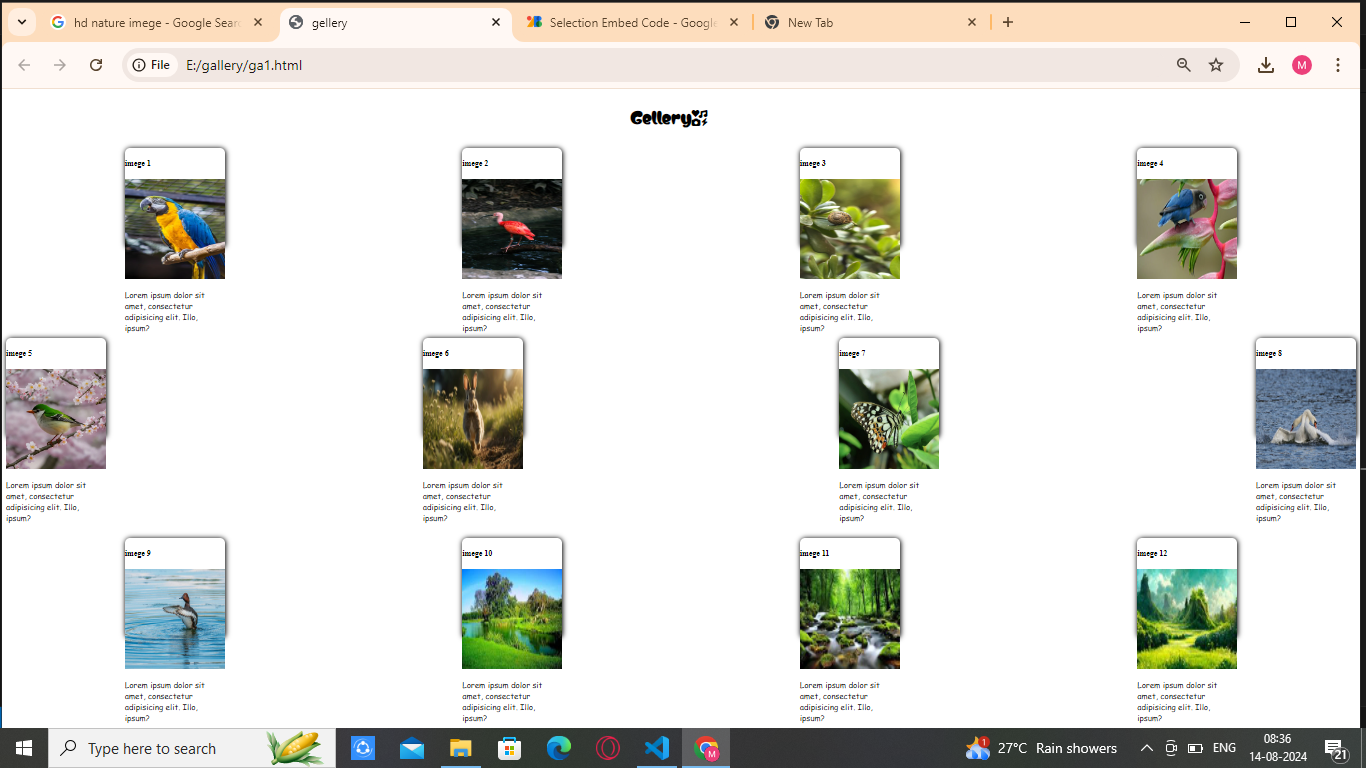 hd nature imege - Google Sear
gellery
Selection Embed Code - Google
New Tab
File
E:/gallery/ga1.html
M
Gellery
imege 1
imege 2
imege 3
imege 4
Lorem ipsum dolor sit
amet, consectetur
adipisicing elit. Illo,
ipsum?
Lorem ipsum dolor sit
amet, consectetur
adipisicing elit. Illo,
ipsum?
Lorem ipsum dolor sit
amet, consectetur
adipisicing elit. Illo,
ipsum?
Lorem ipsum dolor sit
amet, consectetur
adipisicing elit. Illo,
ipsum?
imege 5
imege 6
imege 7
imege 8
Lorem ipsum dolor sit
amet, consectetur
adipisicing elit. Illo,
ipsum?
Lorem ipsum dolor sit
amet, consectetur
adipisicing elit. Illo,
ipsum?
Lorem ipsum dolor sit
amet, consectetur
adipisicing elit. Illo,
ipsum?
Lorem ipsum dolor sit
amet, consectetur
adipisicing elit. Illo,
ipsum?
imege 9
imege 10
imege 11
imege 12
Lorem ipsum dolor sit
amet, consectetur
adipisicing elit. Illo,
ipsum?
Lorem ipsum dolor sit
amet, consectetur
adipisicing elit. Illo,
ipsum?
Lorem ipsum dolor sit
amet, consectetur
adipisicing elit. Illo,
ipsum?
Lorem ipsum dolor sit
amet, consectetur
adipisicing elit. Illo,
ipsum?
Type here to search
M
1
27°C Rain showers
ENG
08:36
14-08-2024
21